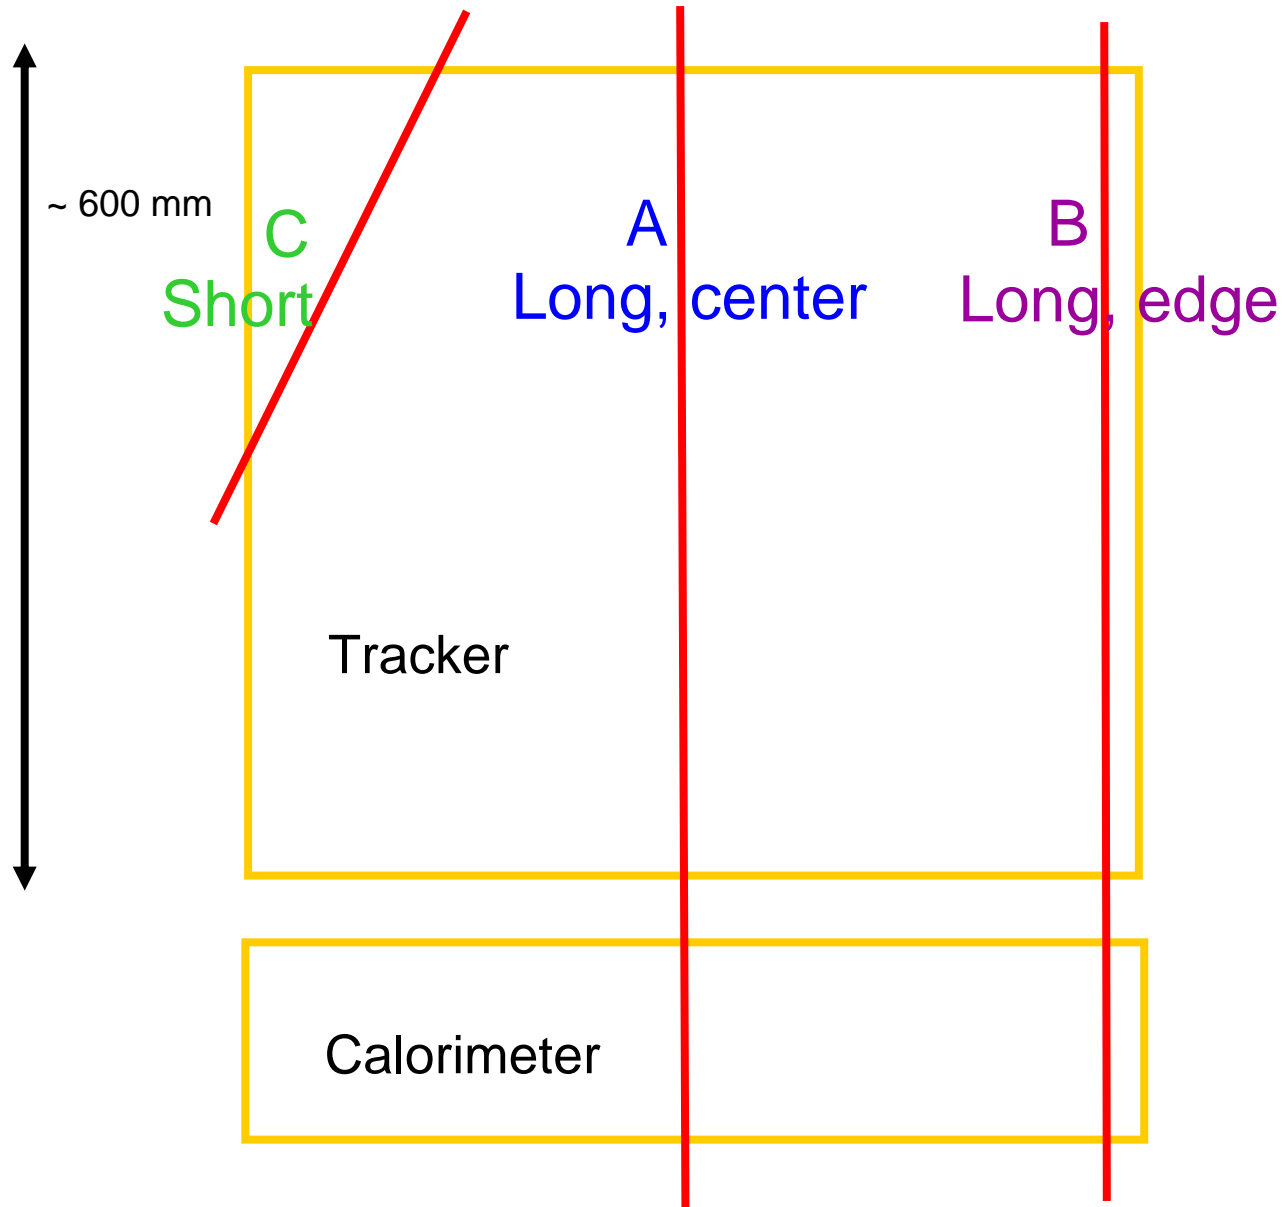 ~ 600 mm
C
Short
A
Long, center
B
Long, edge
Tracker
Calorimeter